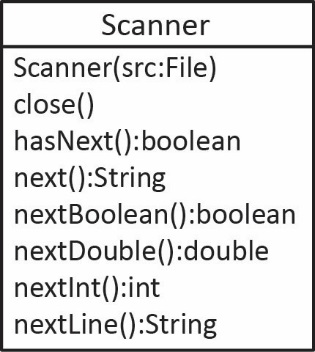 Scanner
Scanner(src:File)
close()
hasNext():boolean
next():String
nextBoolean():boolean
nextDouble():double
nextInt():int
nextLine():String